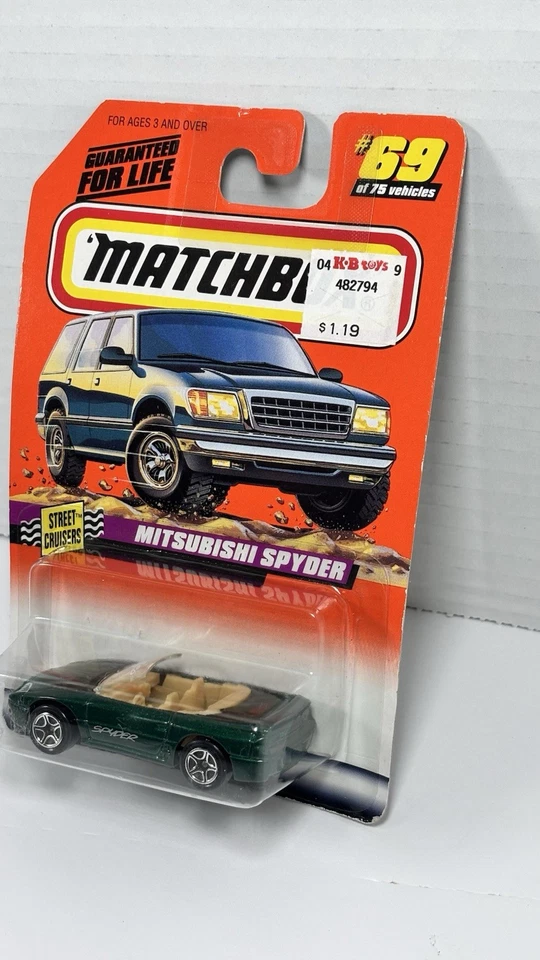 FOR AGES 3 AND OVER
GUARANTEED
FOR LIFE
#69
of 75 vehicles
'MATCHB
®
04 K·B toys 9
482794
$1.19
STREET™
CRUISERS
MITSUBISHI SPYDER
SPYDER